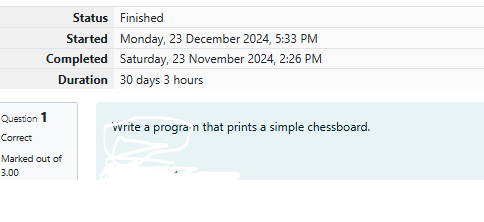 Status Finished
Started Monday, 23 December 2024, 5:33 PM
Completed Saturday, 23 November 2024, 2:26 PM
Duration 30 days 3 hours
Question 1
Correct
Marked out of
3.00
Write a program that prints a simple chessboard.